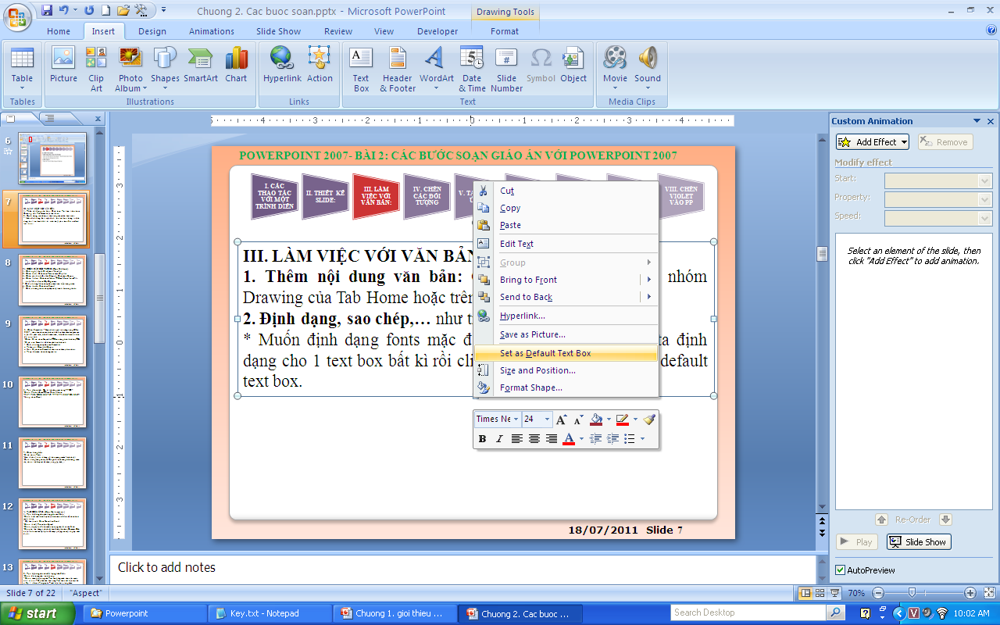 Chuong 2. Cac buoc soan.pptx - Microsoft PowerPoint
Drawing Tools
Home Insert Design Animations Slide Show Review View Developer Format
Table
Picture
Clip Art
Photo Album
Shapes
SmartArt
Chart
Hyperlink
Action
Text Box
Header & Footer
WordArt
Date & Time
Slide Number
Symbol
Object
Movie
Sound
Tables Illustrations Links Text Media Clips
6
7
8
9
10
11
12
13
POWERPOINT 2007- BÀI 2: CÁC BƯỚC SOẠN GIÁO ÁN VỚI POWERPOINT 2007
I. CÁC THAO TÁC VỚI MỘT TRÌNH DIỄN
II. THIẾT KẾ SLIDE:
III. LÀM VIỆC VỚI VĂN BẢN:
IV. CHÈN CÁC ĐỐI TƯỢNG
VIII. CHÈN VIOLET VÀO PP
III. LÀM VIỆC VỚI VĂN BẢN
1. Thêm nội dung văn bản: nhóm
Drawing của Tab Home hoặc trên
2. Định dạng, sao chép,… như
* Muốn định dạng fonts mặc ta định
dạng cho 1 text box bất kì rồi default
text box.
18/07/2011 Slide 7
Cut
Copy
Paste
Edit Text
Group
Bring to Front
Send to Back
Hyperlink...
Save as Picture...
Set as Default Text Box
Size and Position...
Format Shape...
Times Ne 24 A A
B I A
Custom Animation
Add Effect Remove
Modify effect
Start:
Property:
Speed:
Select an element of the slide, then
click "Add Effect" to add animation.
Re-Order
Play Slide Show
AutoPreview
Click to add notes
Slide 7 of 22 "Aspect" 70%
start Powerpoint Key.txt - Notepad Chuong 1. gioi thieu ... Chuong 2. Cac buoc ... Search Desktop 10:02 AM